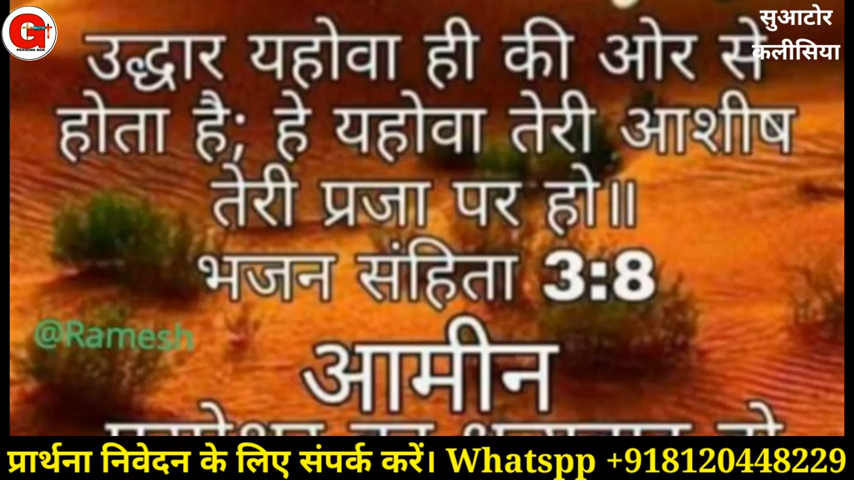 सुआटोर
कलीसिया
उद्धार यहोवा ही की ओर से
होता है; हे यहोवा तेरी आशीष
तेरी प्रजा पर हो॥
भजन संहिता 3:8
@Ramesh
आमीन
प्रार्थना निवेदन के लिए संपर्क करें। Whatspp +918120448229